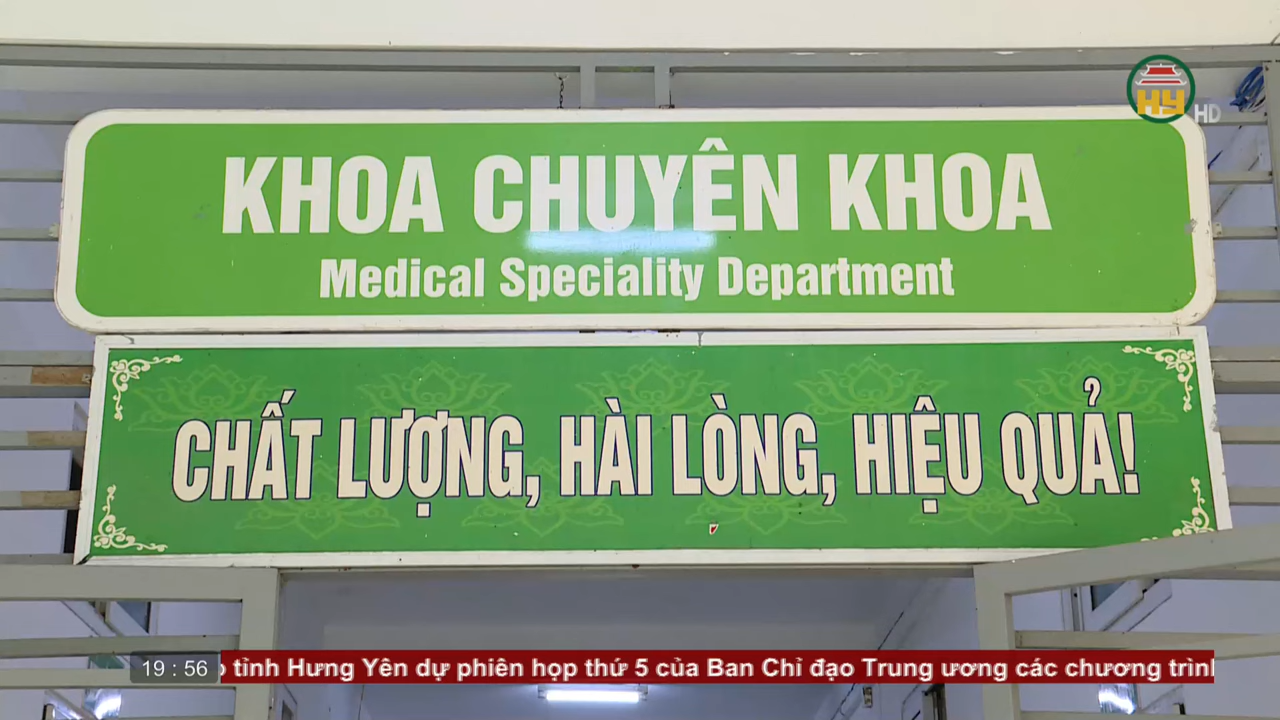 HY HD
KHOA CHUYÊN KHOA
Medical Speciality Department
CHẤT LƯỢNG, HÀI LÒNG, HIỆU QUẢ!
19 : 56
tỉnh Hưng Yên dự phiên họp thứ 5 của Ban Chỉ đạo Trung ương các chương trình